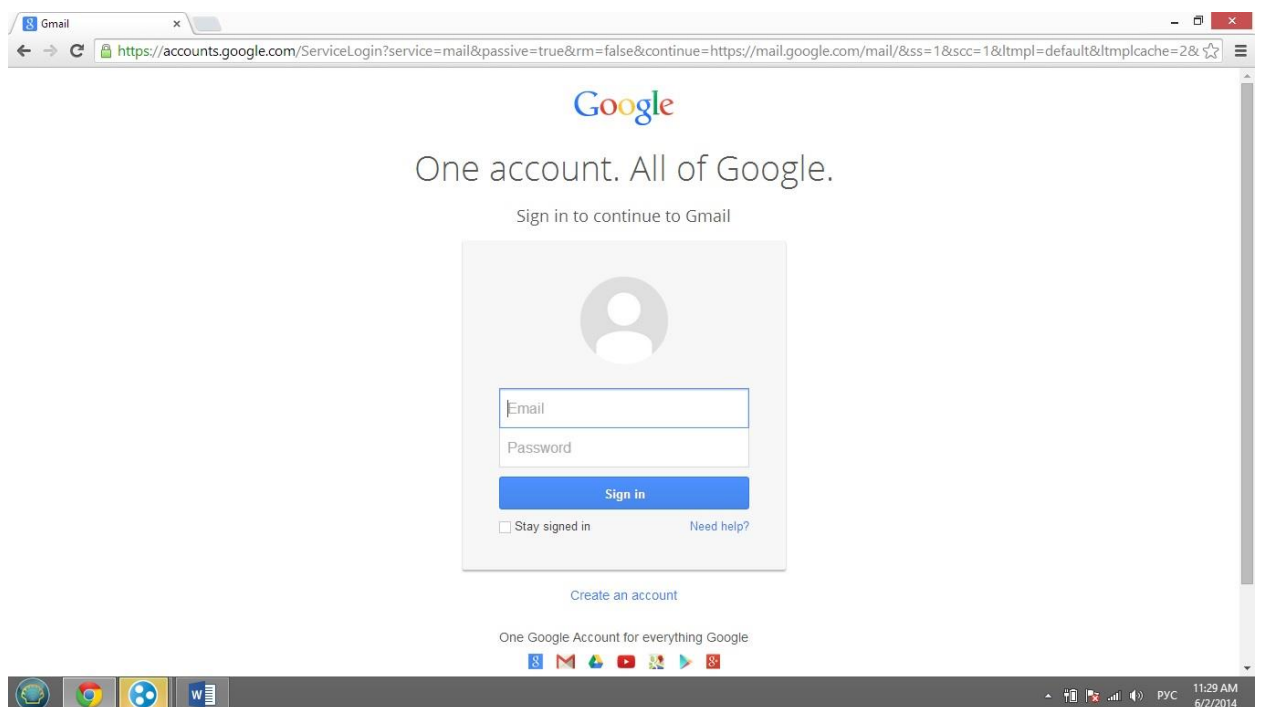 Gmail
https://accounts.google.com/ServiceLogin?service=mail&passive=true&rm=false&continue=https://mail.google.com/mail/&ss=1&scc=1&ltmpl=default&ltmplcache=2&
Google
One account. All of Google.
Sign in to continue to Gmail
Email
Password
Sign in
Stay signed in Need help?
Create an account
One Google Account for everything Google
РУС 11:29 AM
6/2/2014